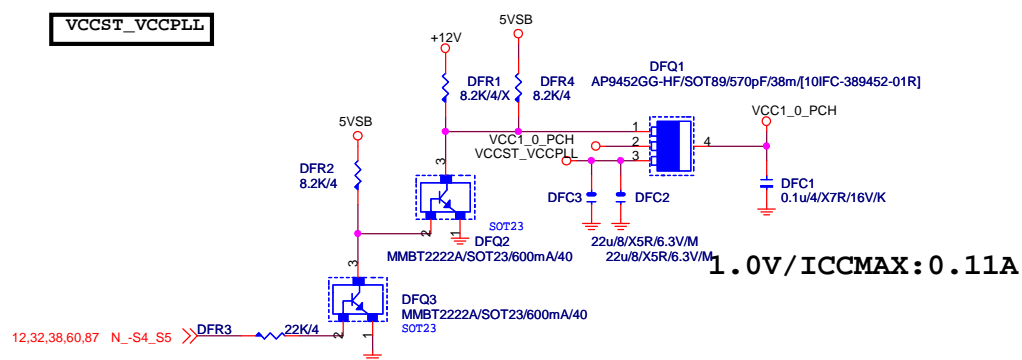 VCCST_VCCPLL
5VSB
+12V
DFR1
8.2K/4/X
DFR4
8.2K/4
DFQ1
AP9452GG-HF/SOT89/570pF/38m/[10IFC-389452-01R]
VCC1_0_PCH
5VSB
1
VCC1_0_PCH
2
4
VCCST_VCCPLL
3
DFR2
8.2K/4
3
DFC3
DFC2
DFC1
0.1u/4/X7R/16V/K
SOT23
2
1
DFQ2
MMBT2222A/SOT23/600mA/40
22u/8/X5R/6.3V/M
22u/8/X5R/6.3V/M
1.0V/ICCMAX:0.11A
3
DFQ3
MMBT2222A/SOT23/600mA/40
SOT23
12,32,38,60,87 N_-S4_S5
DFR3
22K/4
2
1